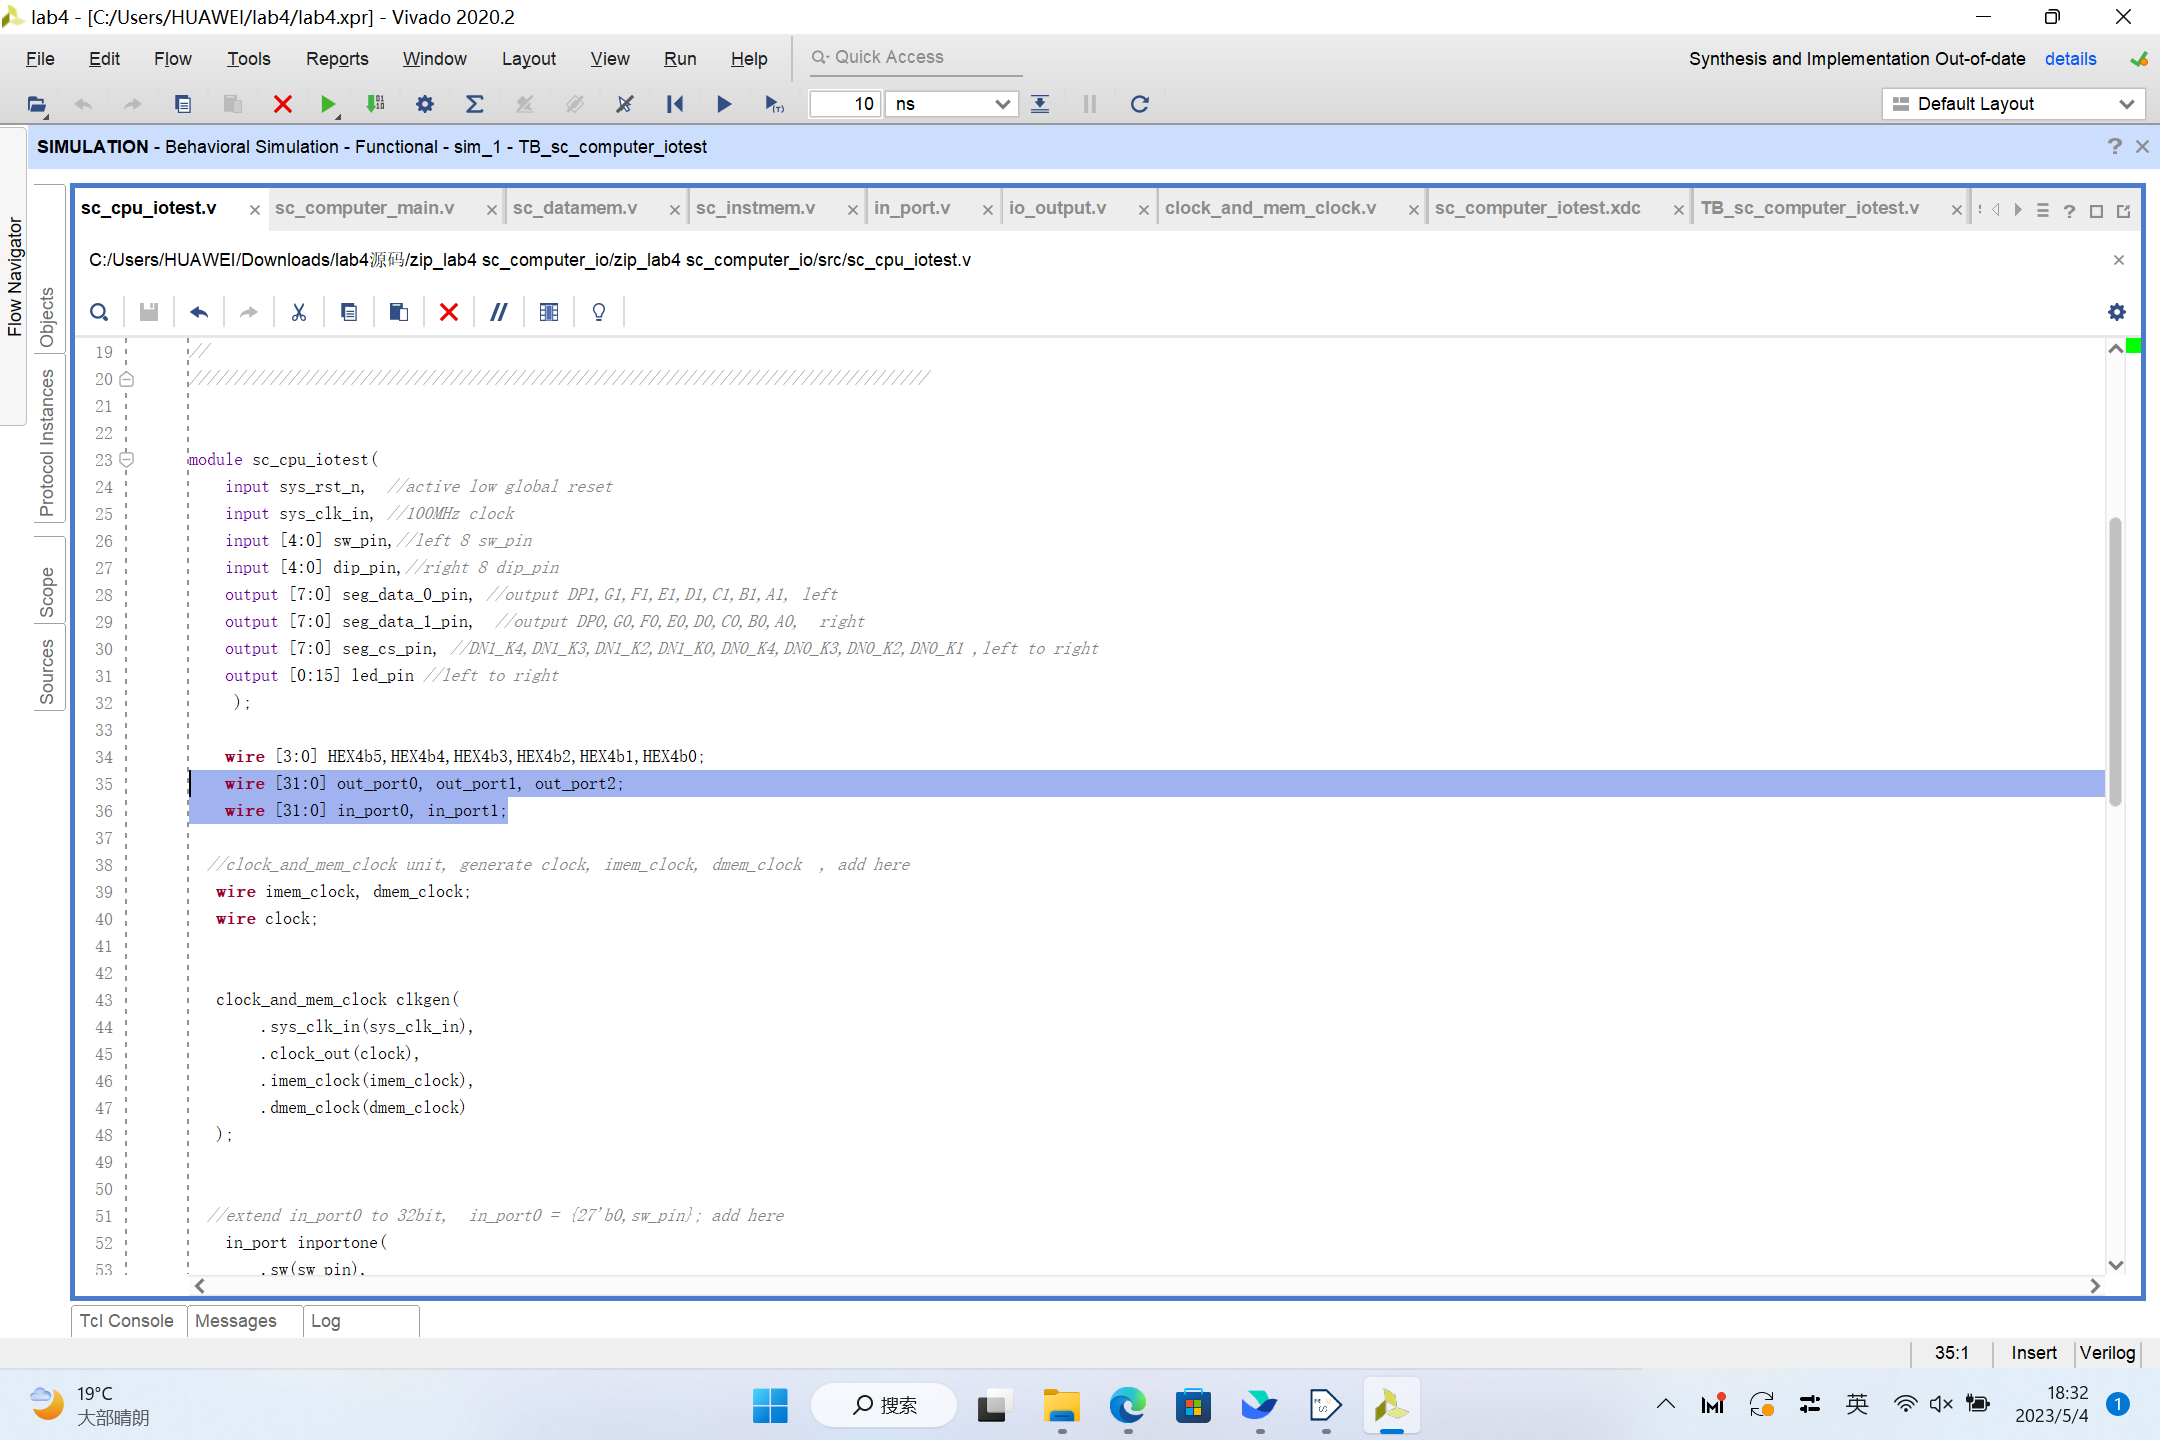 lab4 - [C:/Users/HUAWEI/lab4/lab4.xpr] - Vivado 2020.2
File Edit Flow Tools Reports Window Layout View Run Help Quick Access Synthesis and Implementation Out-of-date details
10 ns Default Layout
SIMULATION - Behavioral Simulation - Functional - sim_1 - TB_sc_computer_iotest
Flow Navigator
Objects
Protocol Instances
Scope
Sources
sc_cpu_iotest.v sc_computer_main.v sc_datamem.v sc_instmem.v in_port.v io_output.v clock_and_mem_clock.v sc_computer_iotest.xdc TB_sc_computer_iotest.v
C:/Users/HUAWEI/Downloads/lab4源码/zip_lab4 sc_computer_io/zip_lab4 sc_computer_io/src/sc_cpu_iotest.v
19 //
20 //////////////////////////////////////////////////////////////////////////////////
21
22
23 module sc_cpu_iotest(
24 input sys_rst_n, //active low global reset
25 input sys_clk_in, //100MHz clock
26 input [4:0] sw_pin,//left 8 sw_pin
27 input [4:0] dip_pin,//right 8 dip_pin
28 output [7:0] seg_data_0_pin, //output DP1,G1,F1,E1,D1,C1,B1,A1, left
29 output [7:0] seg_data_1_pin, //output DP0,G0,F0,E0,D0,C0,B0,A0, right
30 output [7:0] seg_cs_pin, //DN1_K4,DN1_K3,DN1_K2,DN1_K0,DN0_K4,DN0_K3,DN0_K2,DN0_K1 ,left to right
31 output [0:15] led_pin //left to right
32 );
33
34 wire [3:0] HEX4b5,HEX4b4,HEX4b3,HEX4b2,HEX4b1,HEX4b0;
35 wire [31:0] out_port0, out_port1, out_port2;
36 wire [31:0] in_port0, in_port1;
37
38 //clock_and_mem_clock unit, generate clock, imem_clock, dmem_clock , add here
39 wire imem_clock, dmem_clock;
40 wire clock;
41
42
43 clock_and_mem_clock clkgen(
44 .sys_clk_in(sys_clk_in),
45 .clock_out(clock),
46 .imem_clock(imem_clock),
47 .dmem_clock(dmem_clock)
48 );
49
50
51 //extend in_port0 to 32bit, in_port0 = {27'b0,sw_pin}; add here
52 in_port inportone(
53 .sw(sw_pin),
Tcl Console Messages Log
35:1 Insert Verilog
19°C
大部晴朗
搜索
英
18:32
2023/5/4
1